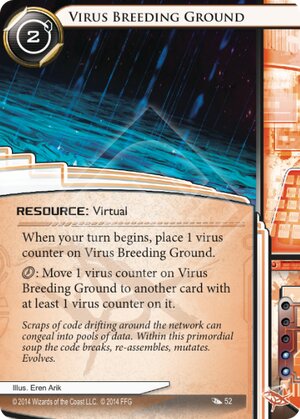 Virus Breeding Ground
2
RESOURCE: Virtual
When your turn begins, place 1 virus
counter on Virus Breeding Ground.
: Move 1 virus counter on Virus
Breeding Ground to another card with
at least 1 virus counter on it.
Scraps of code drifting around the network can
congeal into pools of data. Within this primordial
soup the code breaks, re-assembles, mutates.
Evolves.
Illus. Eren Arik
© 2014 Wizards of the Coast LLC. © 2014 FFG
52